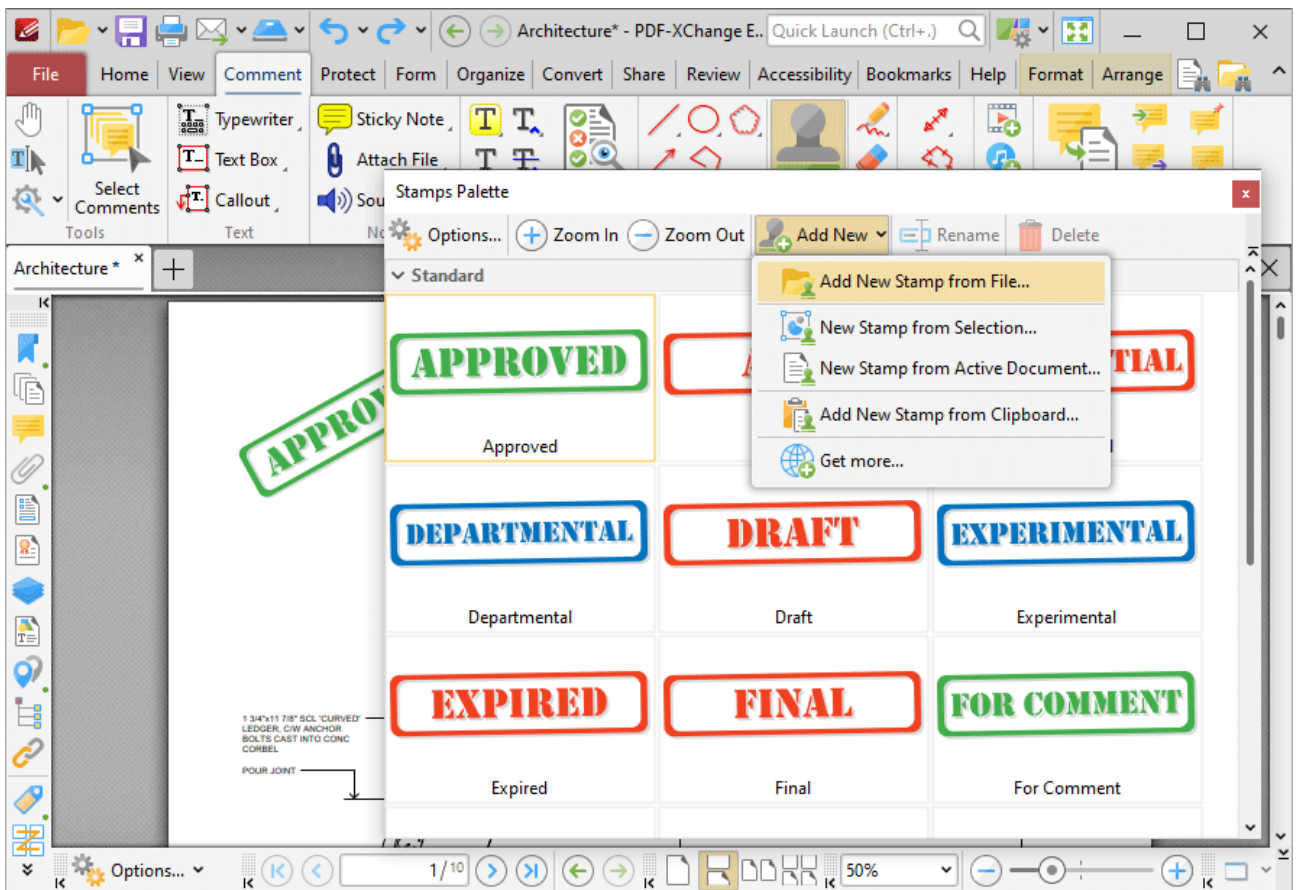 Architecture* - PDF-XChange E.. Quick Launch (Ctrl+.)
File Home View Comment Protect Form Organize Convert Share Review Accessibility Bookmarks Help Format Arrange
Typewriter Sticky Note
Text Box Attach File
Select Comments Callout Sou
Tools Text
Stamps Palette
Options... Zoom In Zoom Out Add New Rename Delete
Architecture *
Standard
Add New Stamp from File...
New Stamp from Selection...
New Stamp from Active Document...
Add New Stamp from Clipboard...
Get more...
APPROVED
TIAL
Approved
APPROV
DEPARTMENTAL DRAFT EXPERIMENTAL
Departmental Draft Experimental
EXPIRED FINAL FOR COMMENT
Expired Final For Comment
1 3/4"x11 7/8" SCL 'CURVED'
LEDGER, C/W ANCHOR
BOLTS CAST INTO CONC
CORBEL
POUR JOINT
Options... 1/10 50%